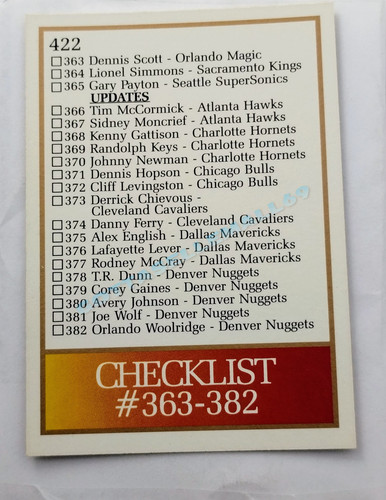 422
363 Dennis Scott - Orlando Magic
364 Lionel Simmons - Sacramento Kings
365 Gary Payton - Seattle SuperSonics
UPDATES
366 Tim McCormick - Atlanta Hawks
367 Sidney Moncrief - Atlanta Hawks
368 Kenny Gattison - Charlotte Hornets
369 Randolph Keys - Charlotte Hornets
370 Johnny Newman - Charlotte Hornets
371 Dennis Hopson - Chicago Bulls
372 Cliff Levingston - Chicago Bulls
373 Derrick Chievous -
Cleveland Cavaliers
374 Danny Ferry - Cleveland Cavaliers
375 Alex English - Dallas Mavericks
376 Lafayette Lever - Dallas Mavericks
377 Rodney McCray - Dallas Mavericks
378 T.R. Dunn - Denver Nuggets
379 Corey Gaines - Denver Nuggets
380 Avery Johnson - Denver Nuggets
381 Joe Wolf - Denver Nuggets
382 Orlando Woolridge - Denver Nuggets
CHECKLIST
#363-382